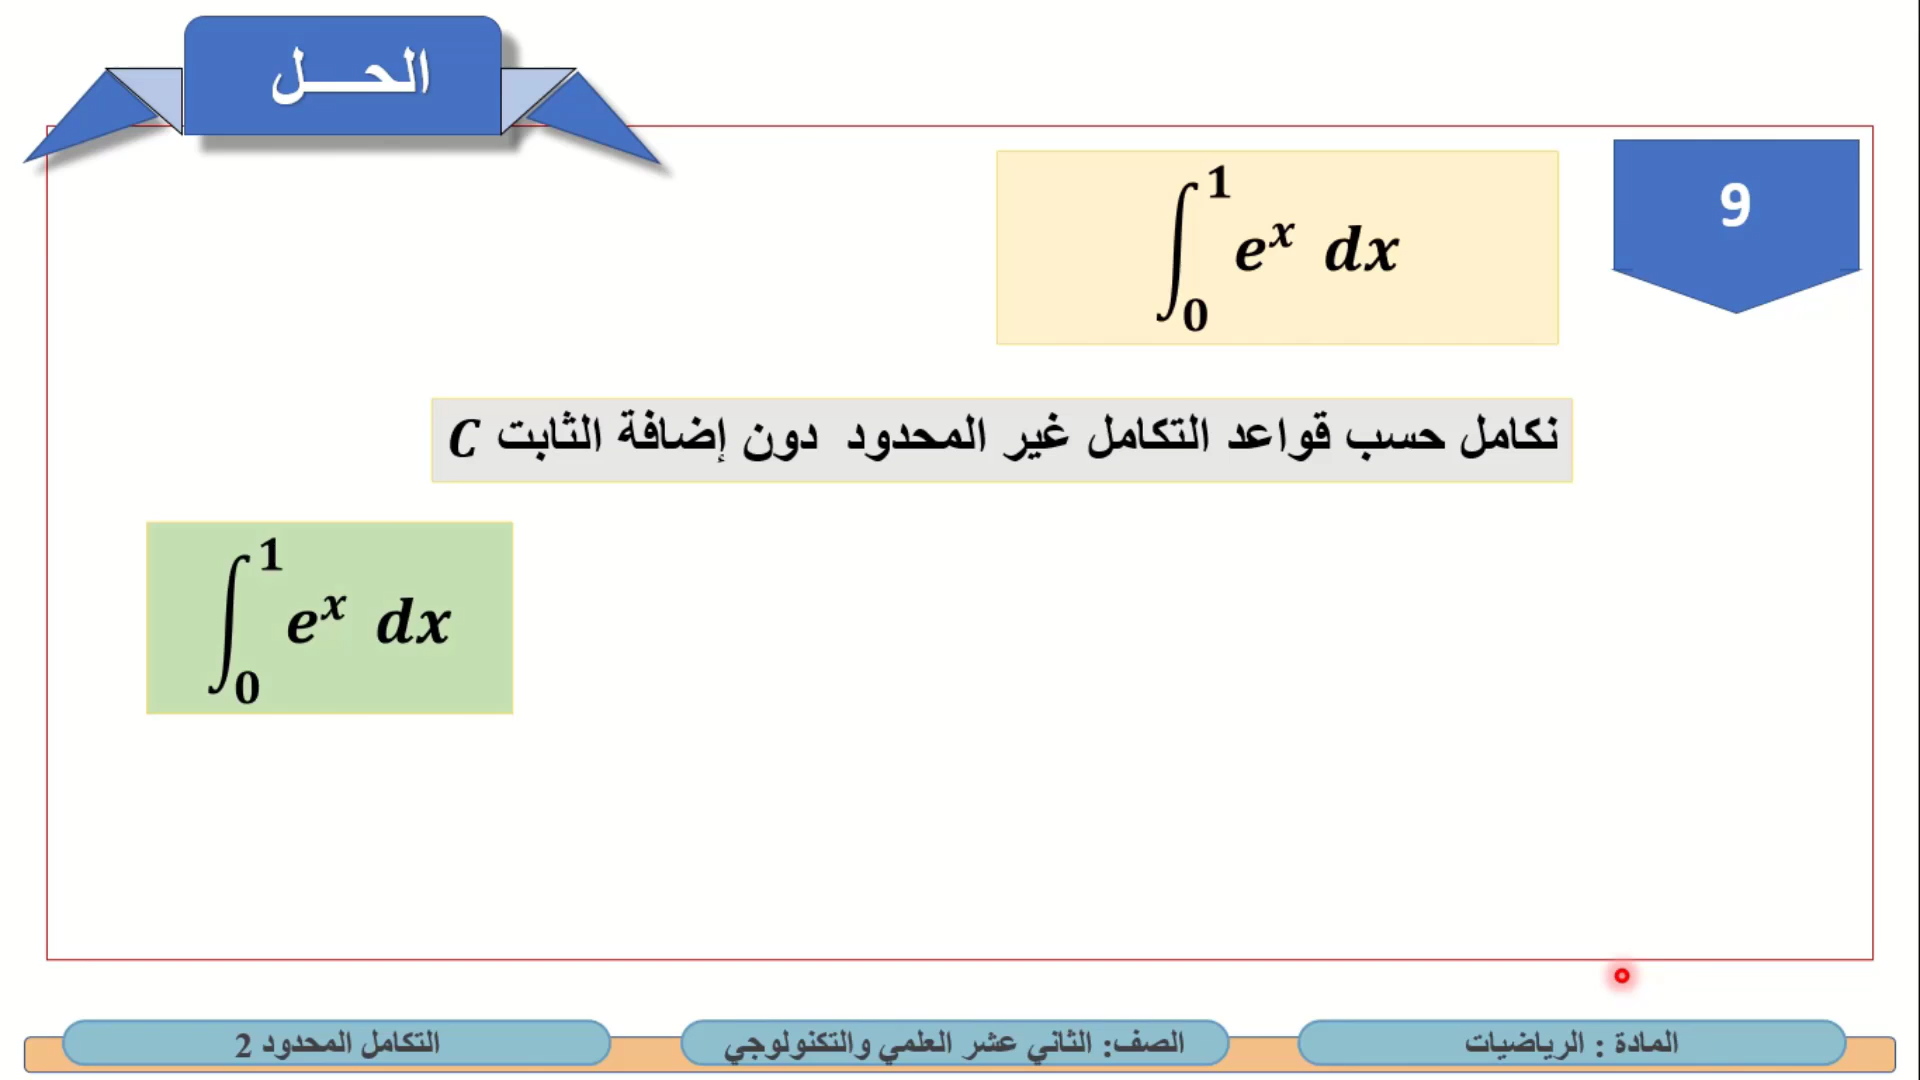 الحـــل
9
∫₀¹ eˣ dx
نكامل حسب قواعد التكامل غير المحدود دون إضافة الثابت C
∫₀¹ eˣ dx
المادة : الرياضيات
الصف: الثاني عشر العلمي والتكنولوجي
التكامل المحدود 2